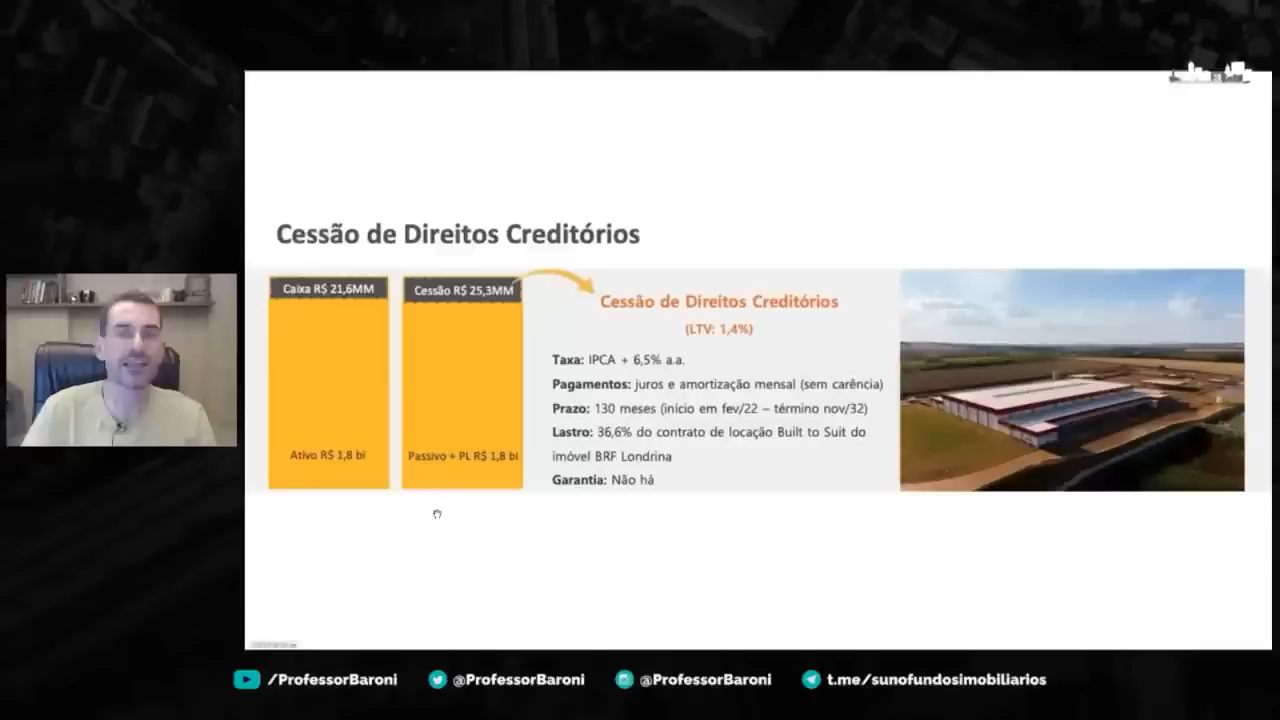 Cessão de Direitos Creditórios
Caixa R$ 21,6MM
Ativo R$ 1,8 bi
Cessão R$ 25,3MM
Passivo + PL R$ 1,8 bi
Cessão de Direitos Creditórios
(LTV: 1,4%)
Taxa: IPCA + 6,5% a.a.
Pagamentos: juros e amortização mensal (sem carência)
Prazo: 130 meses (início em fev/22 – término nov/32)
Lastro: 36,6% do contrato de locação Built to Suit do
imóvel BRF Londrina
Garantia: Não há
/ProfessorBaroni @ProfessorBaroni @ProfessorBaroni t.me/sunofundosimobiliarios